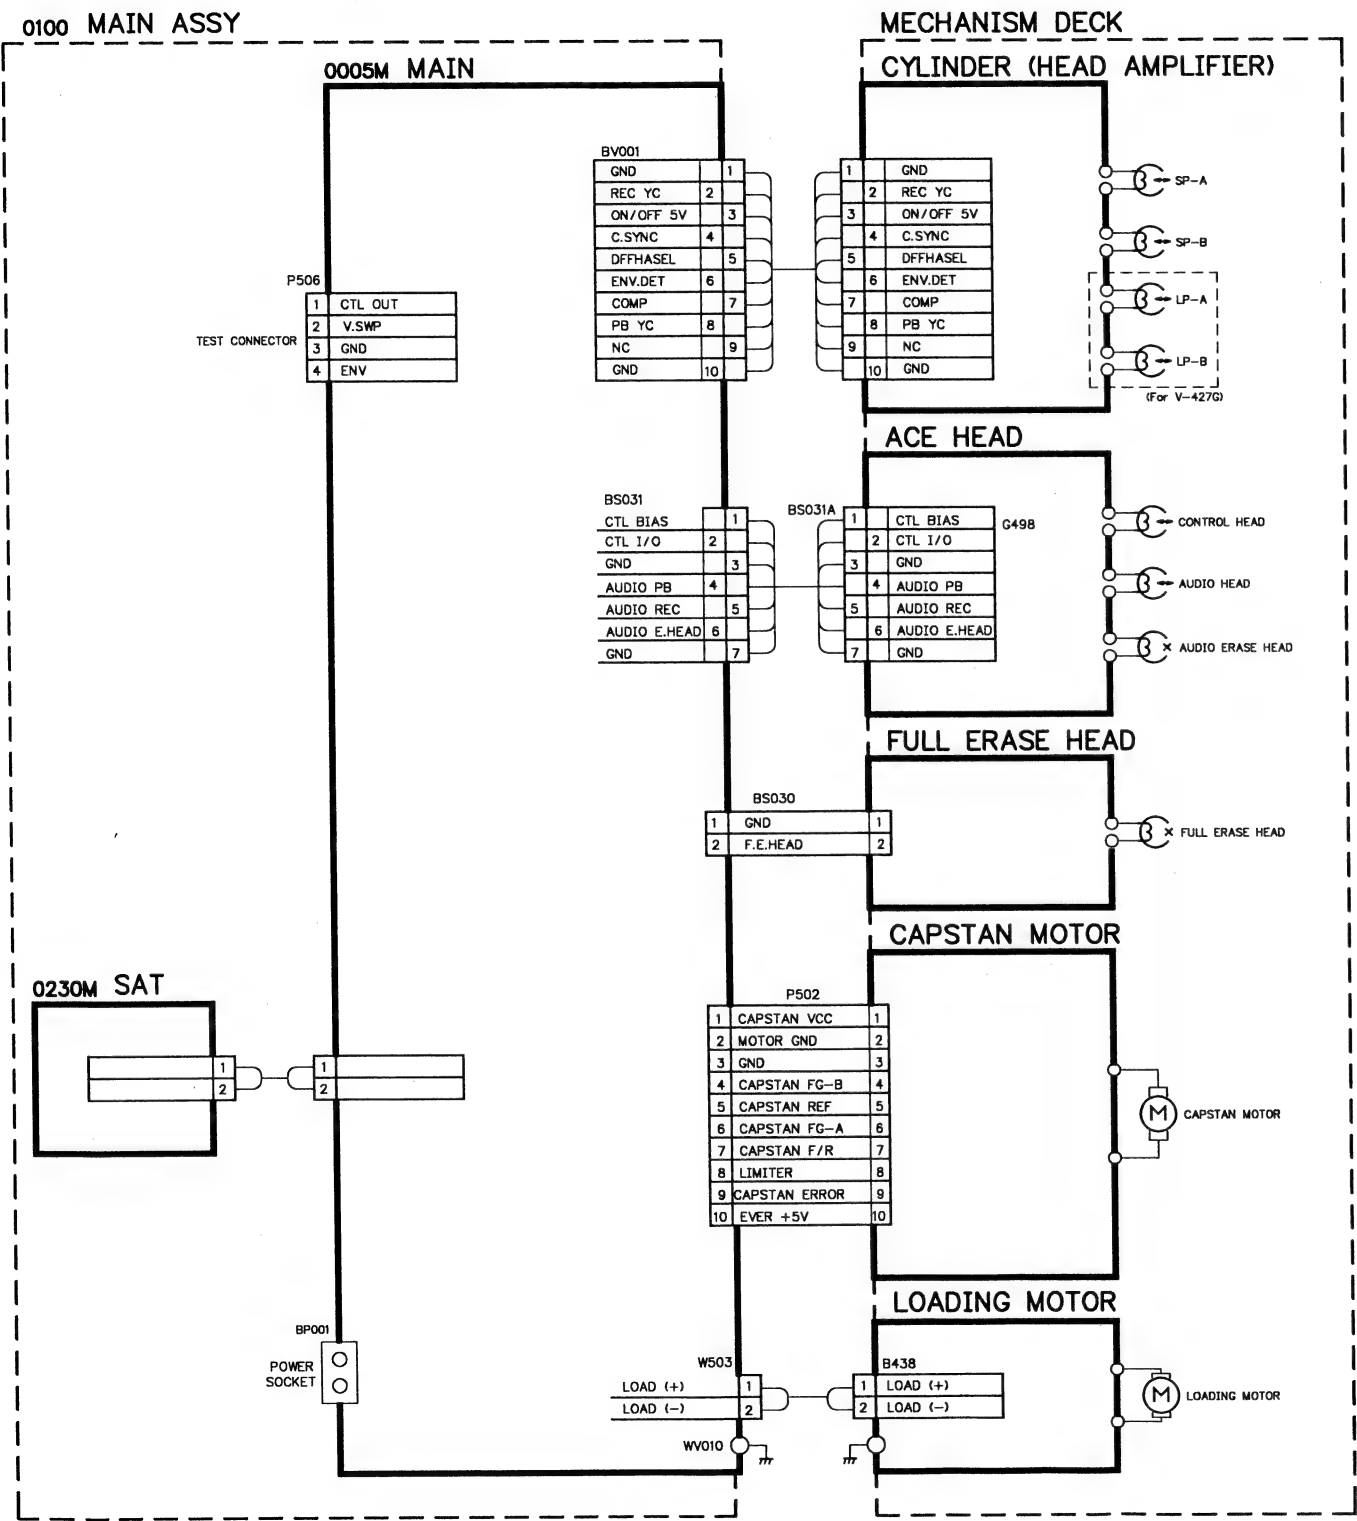 0100 MAIN ASSY
MECHANISM DECK
0005M MAIN
CYLINDER (HEAD AMPLIFIER)
BV001
GND 1
REC YC 2
ON/OFF 5V 3
C.SYNC 4
DFFHASEL 5
ENV.DET 6
COMP 7
PB YC 8
NC 9
GND 10
1 GND
2 REC YC
3 ON/OFF 5V
4 C.SYNC
5 DFFHASEL
6 ENV.DET
7 COMP
8 PB YC
9 NC
10 GND
SP-A
SP-B
LP-A
LP-B
(For V-427G)
P506
TEST CONNECTOR
1 CTL OUT
2 V.SWP
3 GND
4 ENV
ACE HEAD
BS031
CTL BIAS 1
CTL I/O 2
GND 3
AUDIO PB 4
AUDIO REC 5
AUDIO E.HEAD 6
GND 7
BS031A
1 CTL BIAS
2 CTL I/O
3 GND
4 AUDIO PB
5 AUDIO REC
6 AUDIO E.HEAD
7 GND
G498
CONTROL HEAD
AUDIO HEAD
AUDIO ERASE HEAD
FULL ERASE HEAD
BS030
1 GND 1
2 F.E.HEAD 2
FULL ERASE HEAD
CAPSTAN MOTOR
0230M SAT
1 1
2 2
P502
1 CAPSTAN VCC 1
2 MOTOR GND 2
3 GND 3
4 CAPSTAN FG-B 4
5 CAPSTAN REF 5
6 CAPSTAN FG-A 6
7 CAPSTAN F/R 7
8 LIMITER 8
9 CAPSTAN ERROR 9
10 EVER +5V 10
M CAPSTAN MOTOR
LOADING MOTOR
BP001
POWER
SOCKET
W503
LOAD (+) 1
LOAD (-) 2
B438
1 LOAD (+)
2 LOAD (-)
M LOADING MOTOR
WV010